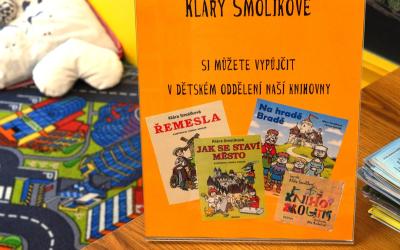 KLÁRY SMOLÍKOVÉ
SI MŮŽETE VYPŮJČIT
V DĚTSKÉM ODDĚLENÍ NAŠÍ KNIHOVNY
Klára Smolíková
ŘEMESLA
Na hradě
Bradě
Klára Smolíková
JAK SE STAVÍ
MĚSTO